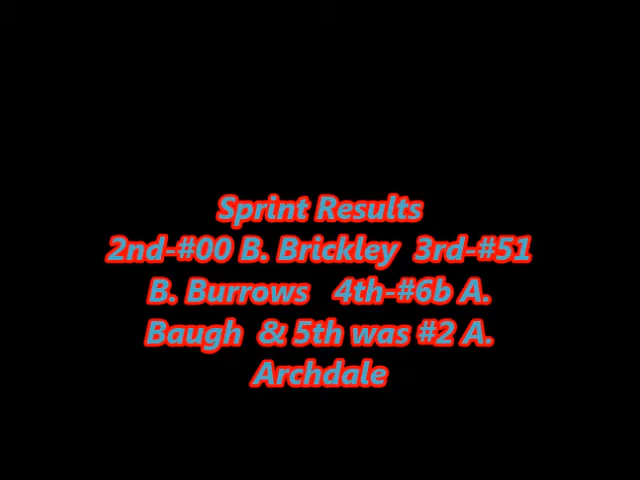 Sprint Results
2nd-#00 B. Brickley 3rd-#51
B. Burrows 4th-#6b A.
Baugh & 5th was #2 A.
Archdale